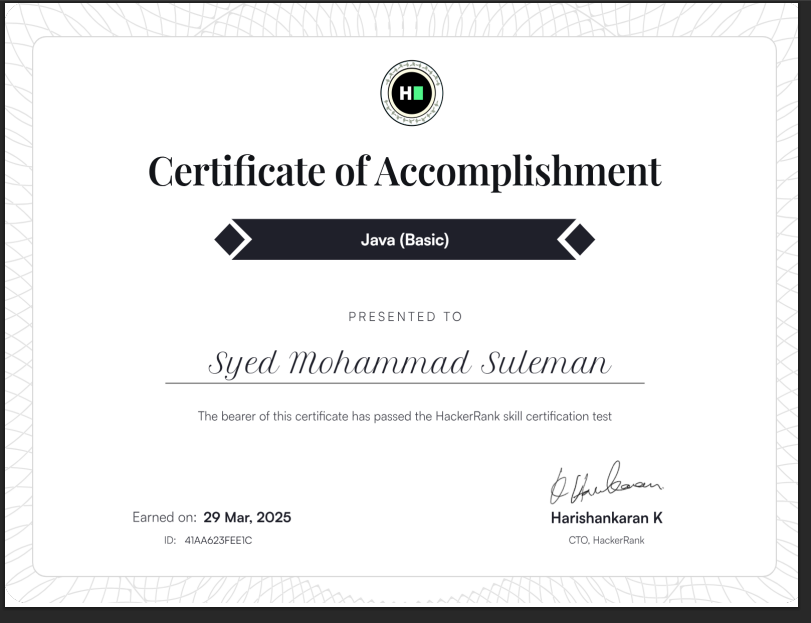 H
Certificate of Accomplishment
Java (Basic)
PRESENTED TO
Syed Mohammad Suleman
The bearer of this certificate has passed the HackerRank skill certification test
Earned on: 29 Mar, 2025
ID: 41AA623FEE1C
Harishankaran K
CTO, HackerRank